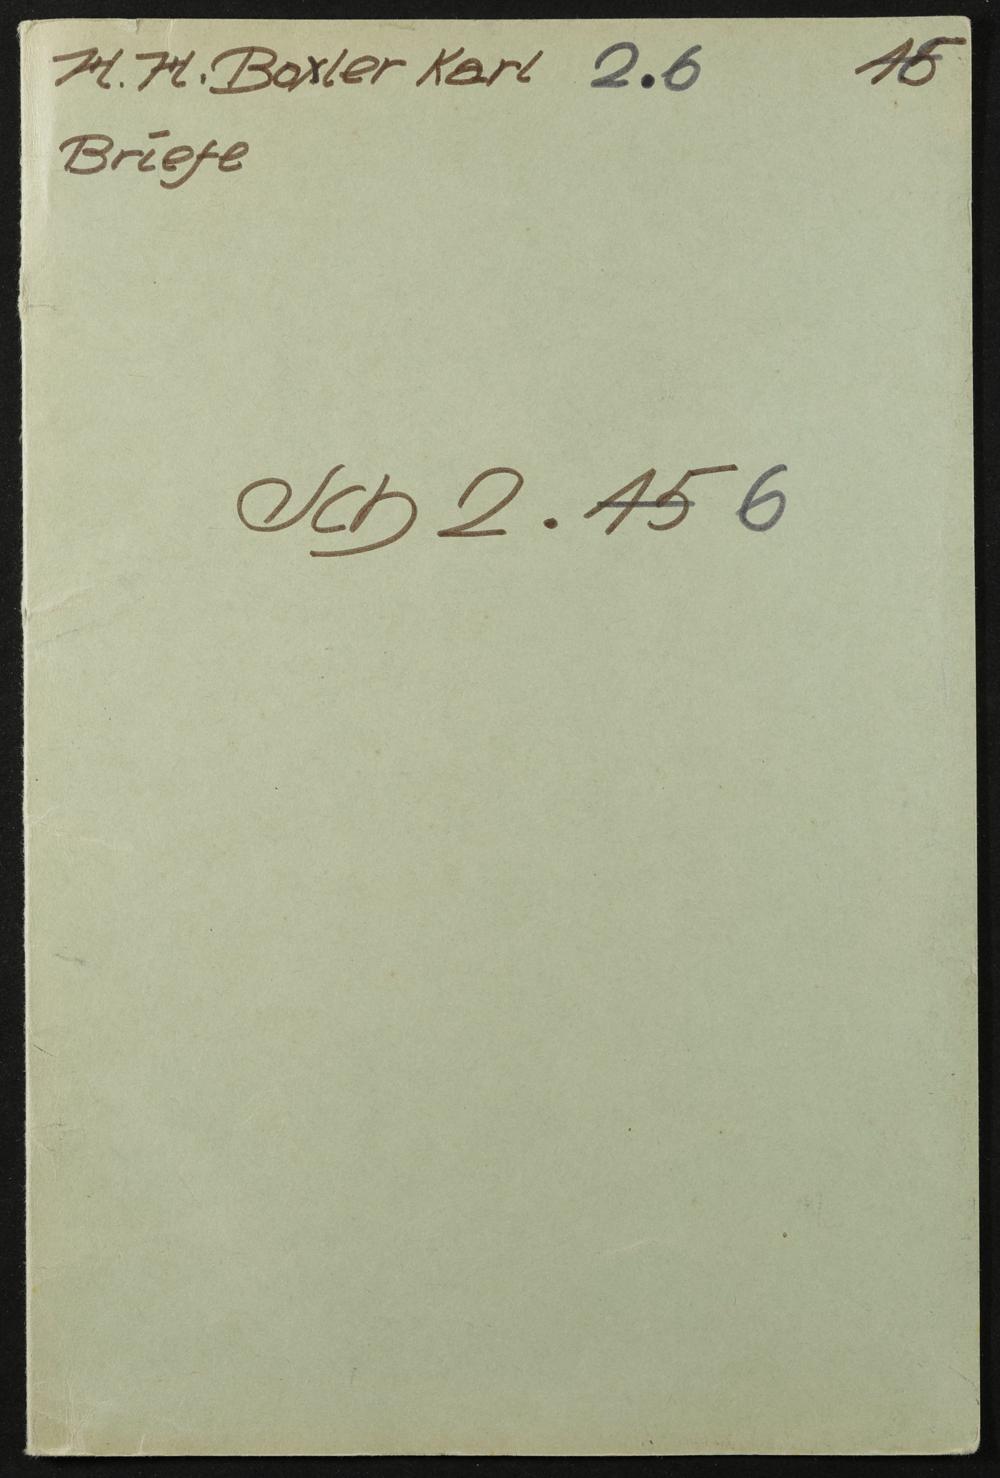 H.H. Boxler Karl 2.6 15
Briefe
Sch 2.15 6